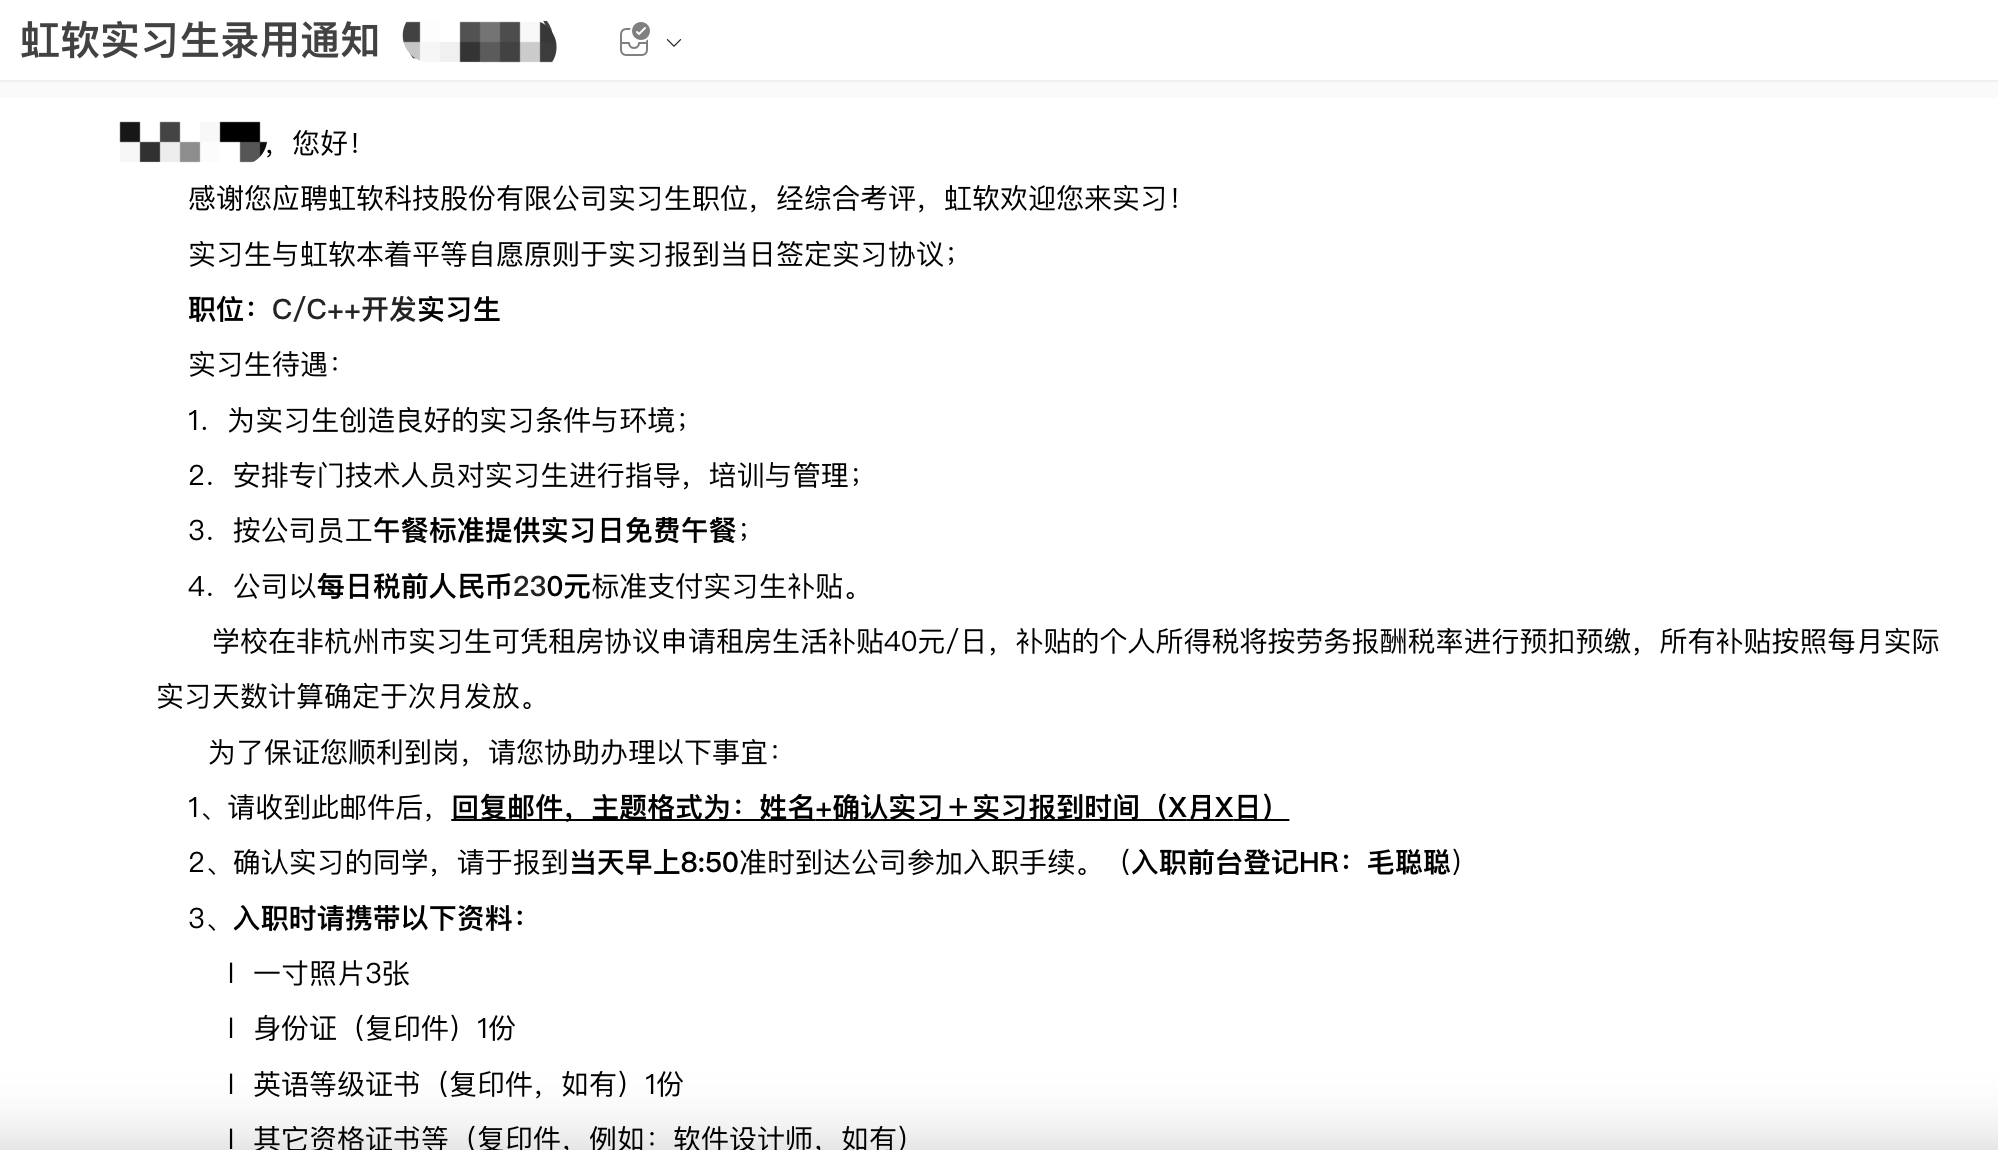 虹软实习生录用通知
，您好！
感谢您应聘虹软科技股份有限公司实习生职位，经综合考评，虹软欢迎您来实习！
实习生与虹软本着平等自愿原则于实习报到当日签定实习协议；
职位：C/C++开发实习生
实习生待遇：
1. 为实习生创造良好的实习条件与环境；
2. 安排专门技术人员对实习生进行指导，培训与管理；
3. 按公司员工午餐标准提供实习日免费午餐；
4. 公司以每日税前人民币230元标准支付实习生补贴。
学校在非杭州市实习生可凭租房协议申请租房生活补贴40元/日，补贴的个人所得税将按劳务报酬税率进行预扣预缴，所有补贴按照每月实际
实习天数计算确定于次月发放。
为了保证您顺利到岗，请您协助办理以下事宜：
1、请收到此邮件后，回复邮件，主题格式为：姓名+确认实习＋实习报到时间（X月X日）
2、确认实习的同学，请于报到当天早上8:50准时到达公司参加入职手续。（入职前台登记HR：毛聪聪）
3、入职时请携带以下资料：
l 一寸照片3张
l 身份证（复印件）1份
l 英语等级证书（复印件，如有）1份
l 其它资格证书等（复印件，例如：软件设计师，如有）